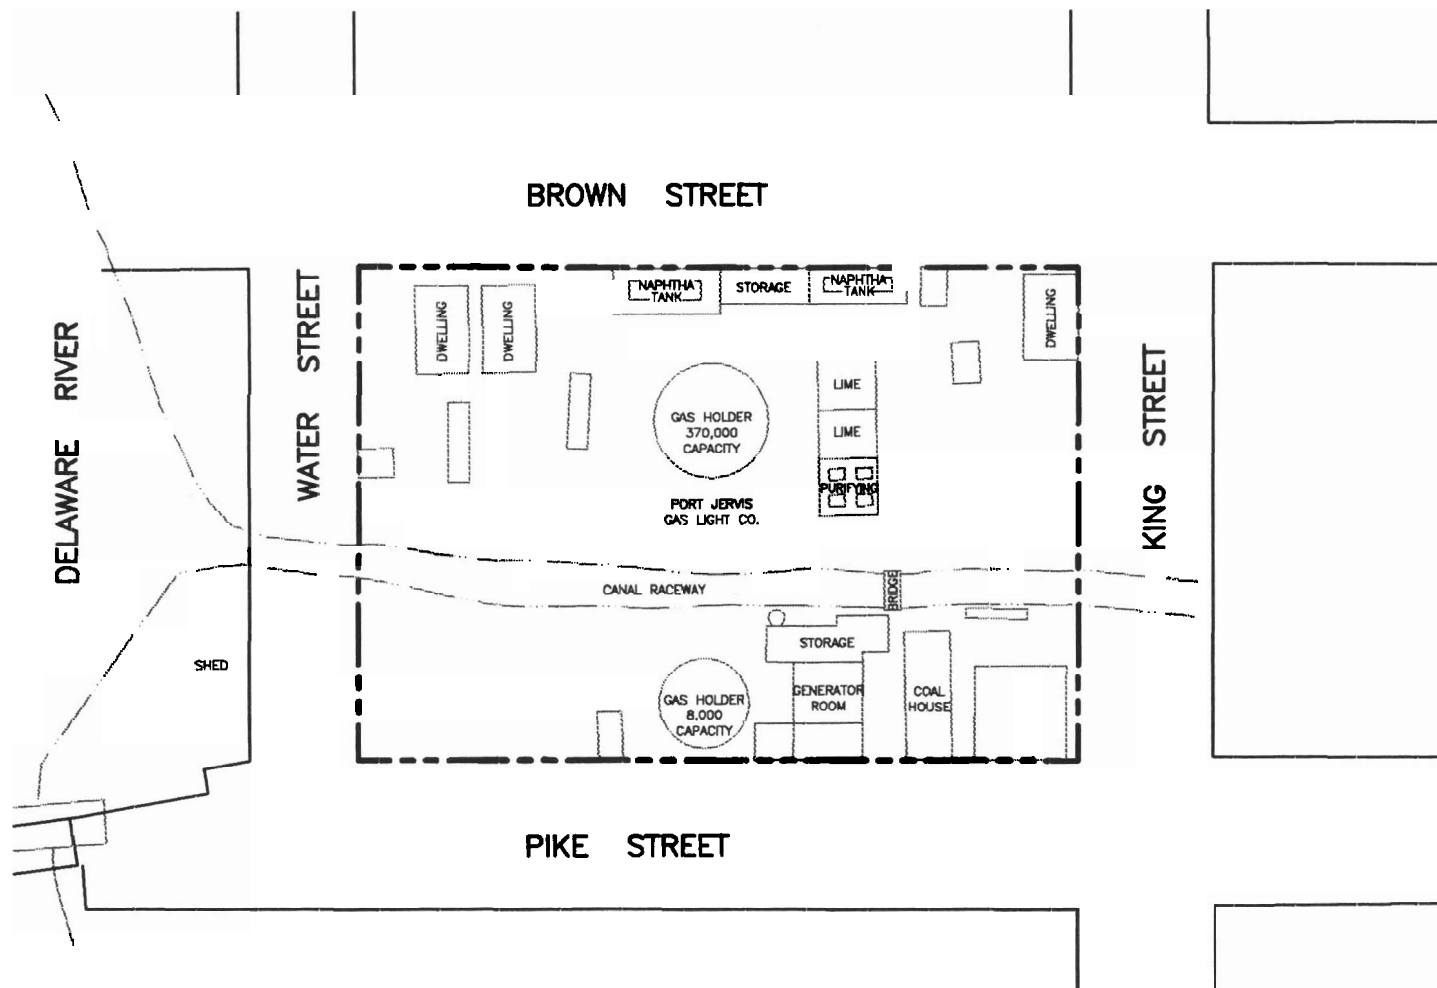 BROWN STREET
NAPHTHA
TANK
STORAGE
NAPHTHA
TANK
DWELLING
DWELLING
DWELLING
WATER STREET
DELAWARE RIVER
KING STREET
GAS HOLDER
370,000
CAPACITY
LIME
LIME
PURIFYING
PORT JERVIS
GAS LIGHT CO.
CANAL RACEWAY
BRIDGE
STORAGE
SHED
GAS HOLDER
8,000
CAPACITY
GENERATOR
ROOM
COAL
HOUSE
PIKE STREET